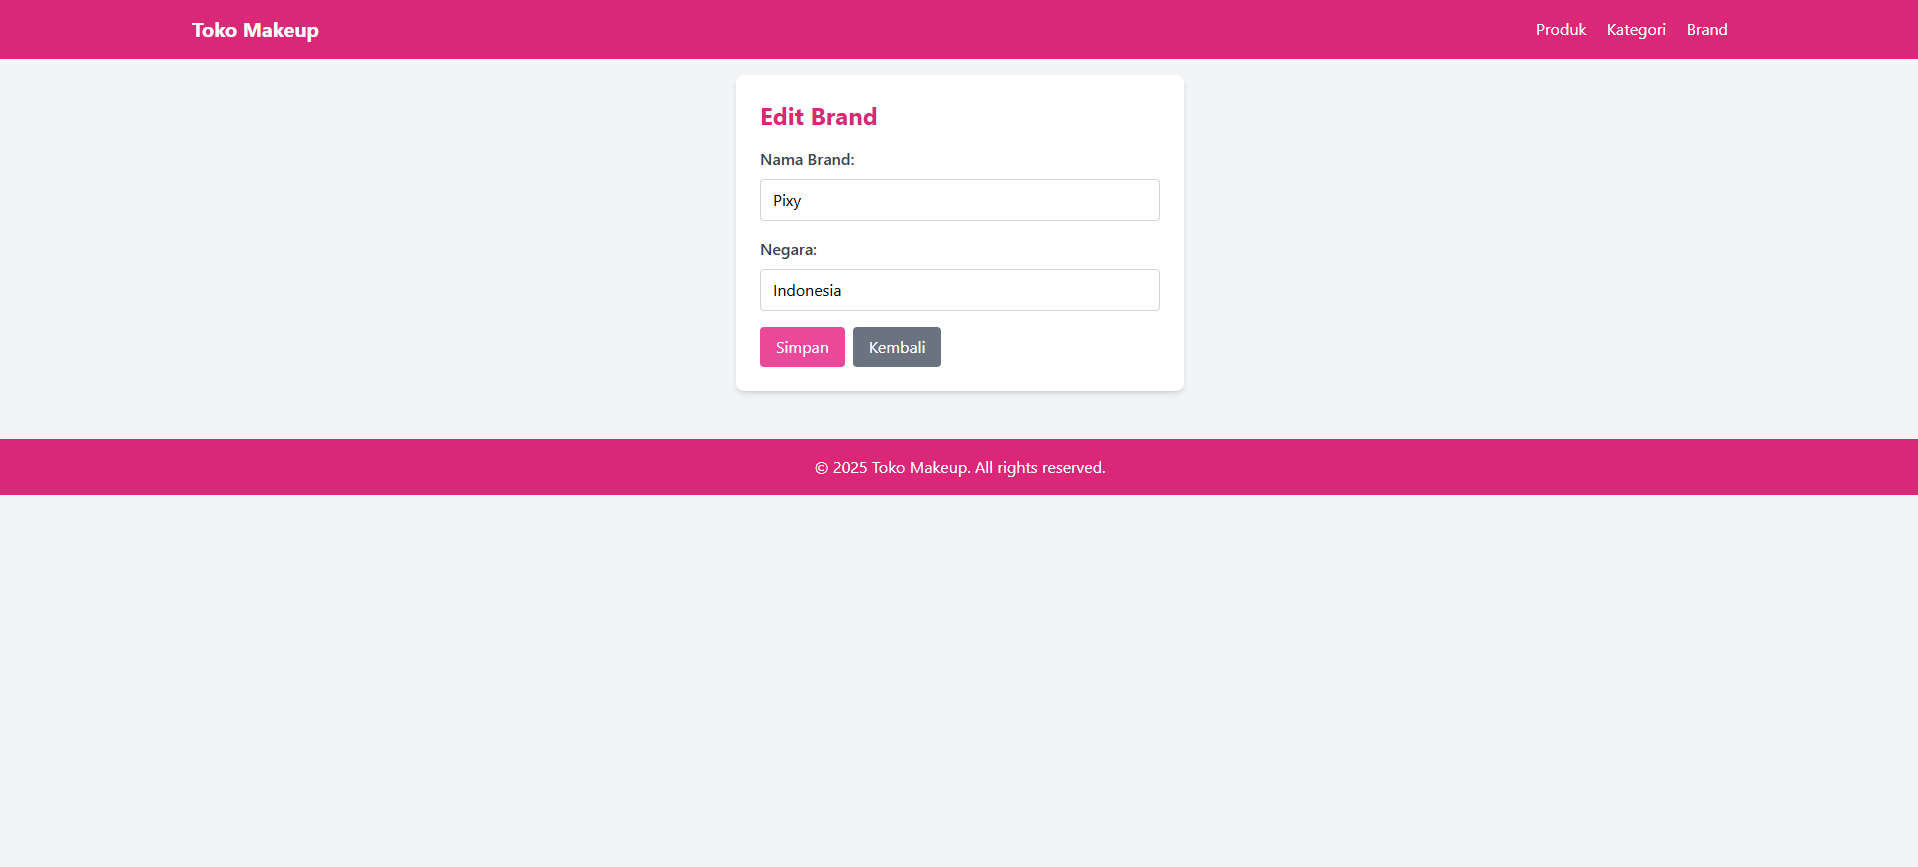 Toko Makeup
Produk Kategori Brand
Edit Brand
Nama Brand:
Pixy
Negara:
Indonesia
Simpan Kembali
© 2025 Toko Makeup. All rights reserved.